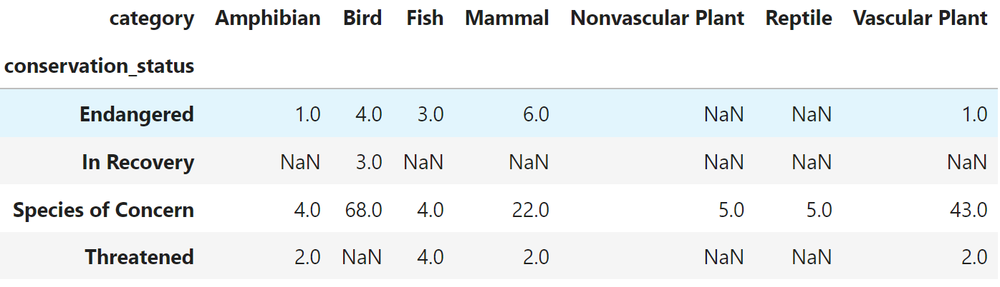 category Amphibian Bird Fish Mammal Nonvascular Plant Reptile Vascular Plant
conservation_status
Endangered 1.0 4.0 3.0 6.0 NaN NaN 1.0
In Recovery NaN 3.0 NaN NaN NaN NaN NaN
Species of Concern 4.0 68.0 4.0 22.0 5.0 5.0 43.0
Threatened 2.0 NaN 4.0 2.0 NaN NaN 2.0